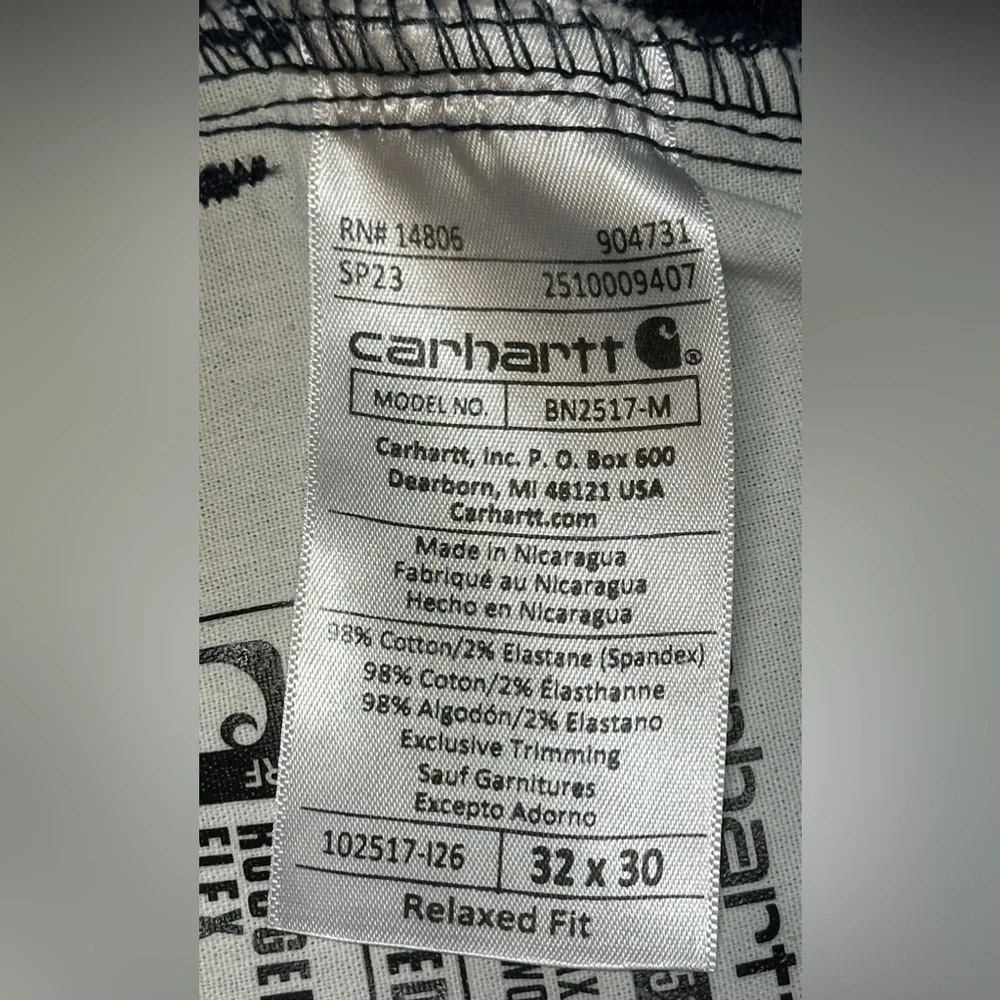 RN# 14806 904731
SP23 2510009407
carhartt ®
MODEL NO. BN2517-M
Carhartt, Inc. P. O. Box 600
Dearborn, MI 48121 USA
Carhartt.com
Made in Nicaragua
Fabriqué au Nicaragua
Hecho en Nicaragua
98% Cotton/2% Elastane (Spandex)
98% Coton/2% Élasthanne
98% Algodón/2% Elastano
Exclusive Trimming
Sauf Garnitures
Excepto Adorno
102517-I26 32 x 30
Relaxed Fit
FLEX